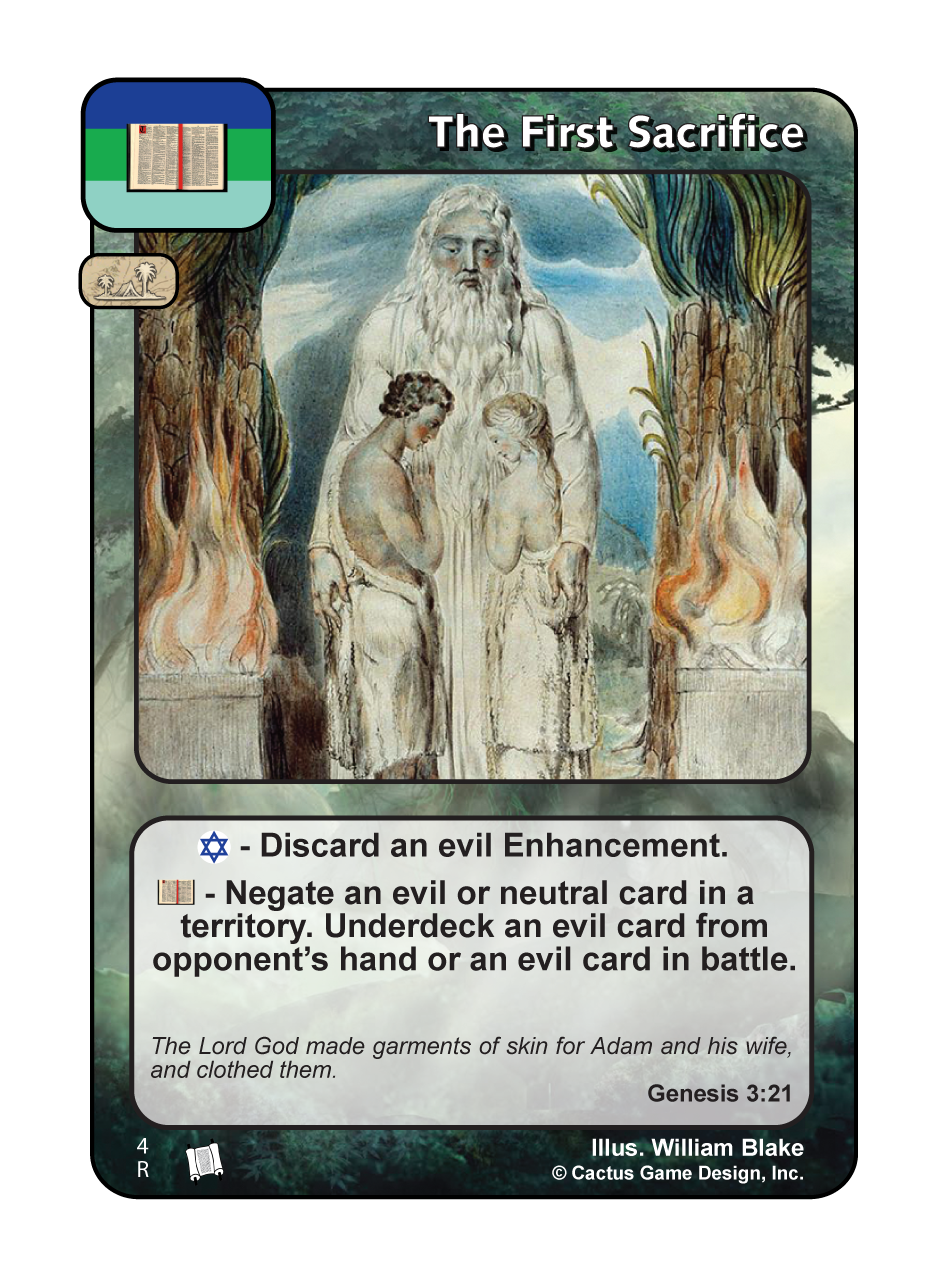 The First Sacrifice
- Discard an evil Enhancement.
- Negate an evil or neutral card in a
territory. Underdeck an evil card from
opponent’s hand or an evil card in battle.
The Lord God made garments of skin for Adam and his wife,
and clothed them.
Genesis 3:21
4
R
Illus. William Blake
© Cactus Game Design, Inc.